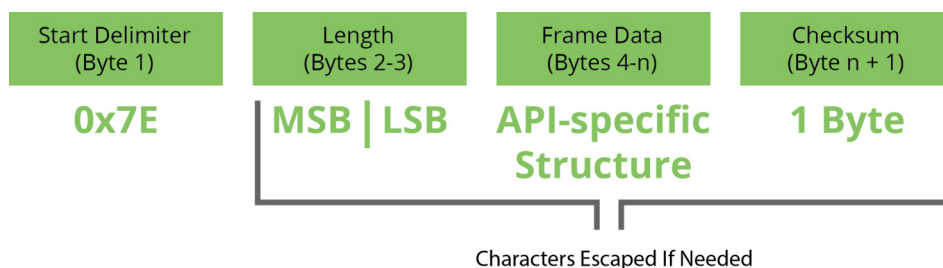 Start Delimiter
(Byte 1)
Length
(Bytes 2-3)
Frame Data
(Bytes 4-n)
Checksum
(Byte n + 1)
0x7E
MSB | LSB
API-specific
Structure
1 Byte
Characters Escaped If Needed